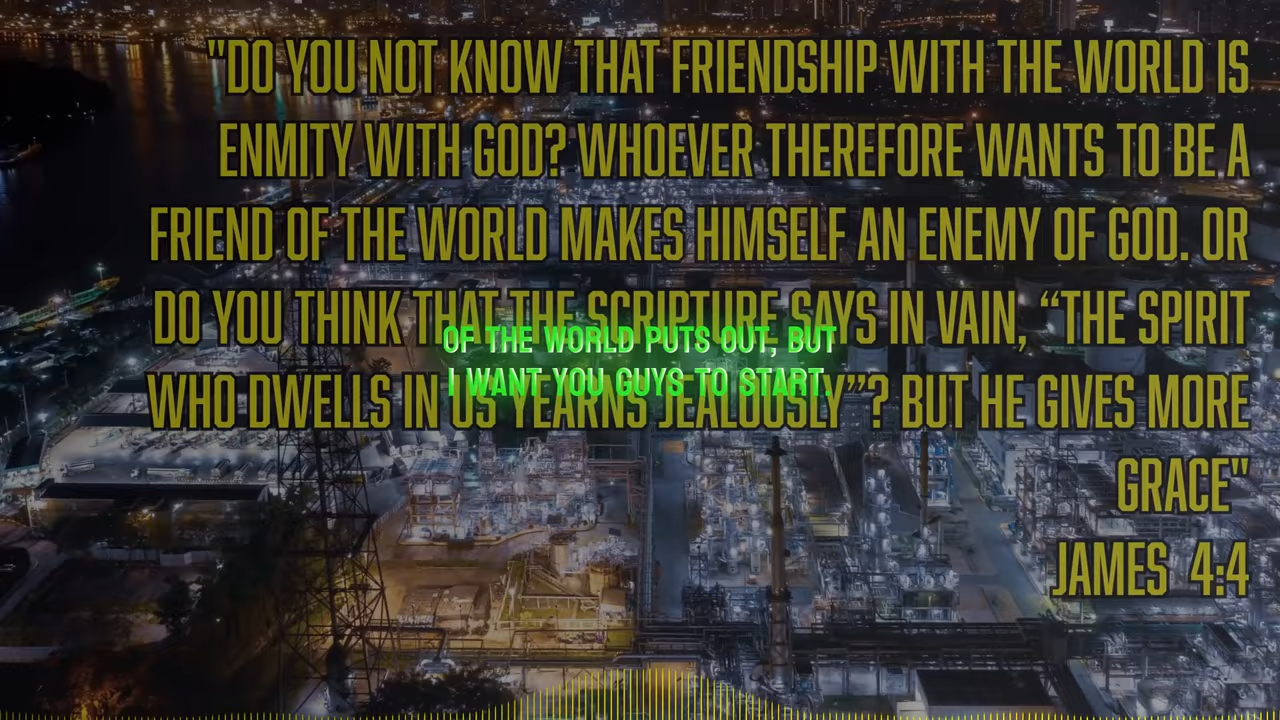 "DO YOU NOT KNOW THAT FRIENDSHIP WITH THE WORLD IS
ENMITY WITH GOD? WHOEVER THEREFORE WANTS TO BE A
FRIEND OF THE WORLD MAKES HIMSELF AN ENEMY OF GOD. OR
DO YOU THINK THAT THE SCRIPTURE SAYS IN VAIN, “THE SPIRIT
WHO DWELLS IN US YEARNS JEALOUSLY”? BUT HE GIVES MORE
GRACE"
JAMES 4:4
OF THE WORLD PUTS OUT, BUT
I WANT YOU GUYS TO START.